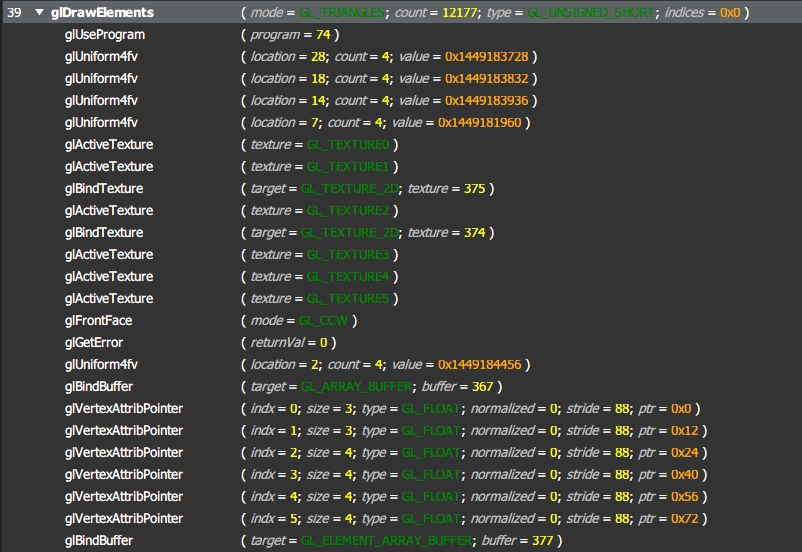 39 ▼ glDrawElements ( mode = GL_TRIANGLES; count = 12177; type = GL_UNSIGNED_SHORT; indices = 0x0 )
glUseProgram ( program = 74 )
glUniform4fv ( location = 28; count = 4; value = 0x1449183728 )
glUniform4fv ( location = 18; count = 4; value = 0x1449183832 )
glUniform4fv ( location = 14; count = 4; value = 0x1449183936 )
glUniform4fv ( location = 7; count = 4; value = 0x1449181960 )
glActiveTexture ( texture = GL_TEXTURE0 )
glActiveTexture ( texture = GL_TEXTURE1 )
glBindTexture ( target = GL_TEXTURE_2D; texture = 375 )
glActiveTexture ( texture = GL_TEXTURE2 )
glBindTexture ( target = GL_TEXTURE_2D; texture = 374 )
glActiveTexture ( texture = GL_TEXTURE3 )
glActiveTexture ( texture = GL_TEXTURE4 )
glActiveTexture ( texture = GL_TEXTURE5 )
glFrontFace ( mode = GL_CCW )
glGetError ( returnVal = 0 )
glUniform4fv ( location = 2; count = 4; value = 0x1449184456 )
glBindBuffer ( target = GL_ARRAY_BUFFER; buffer = 367 )
glVertexAttribPointer ( indx = 0; size = 3; type = GL_FLOAT; normalized = 0; stride = 88; ptr = 0x0 )
glVertexAttribPointer ( indx = 1; size = 3; type = GL_FLOAT; normalized = 0; stride = 88; ptr = 0x12 )
glVertexAttribPointer ( indx = 2; size = 4; type = GL_FLOAT; normalized = 0; stride = 88; ptr = 0x24 )
glVertexAttribPointer ( indx = 3; size = 4; type = GL_FLOAT; normalized = 0; stride = 88; ptr = 0x40 )
glVertexAttribPointer ( indx = 4; size = 4; type = GL_FLOAT; normalized = 0; stride = 88; ptr = 0x56 )
glVertexAttribPointer ( indx = 5; size = 4; type = GL_FLOAT; normalized = 0; stride = 88; ptr = 0x72 )
glBindBuffer ( target = GL_ELEMENT_ARRAY_BUFFER; buffer = 377 )